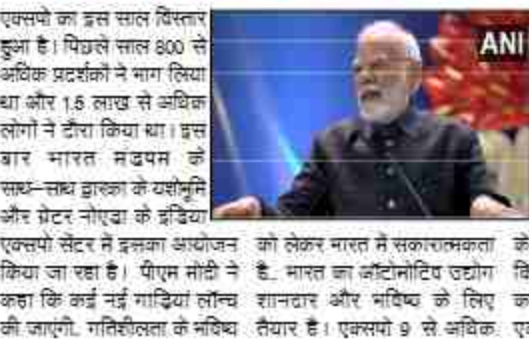 एक्सपो का इस साल विस्तार
हुआ है। पिछले साल 800 से
अधिक प्रदर्शकों ने भाग लिया
था और 1.5 लाख से अधिक
लोगों ने दौरा किया था। इस
बार भारत मंडपम के
साथ-साथ द्वारका के यशोभूमि
और ग्रेटर नोएडा के इंडिया
एक्सपो सेंटर में इसका आयोजन
किया जा रहा है। पीएम मोदी ने
कहा कि कई नई गाड़ियां लॉन्च
की जाएंगी.. गतिशीलता के भविष्य
ANI
को लेकर भारत में सकारात्मकता
है.. भारत का ऑटोमोटिव उद्योग
शानदार और भविष्य के लिए
तैयार है। एक्सपो 9 से अधिक